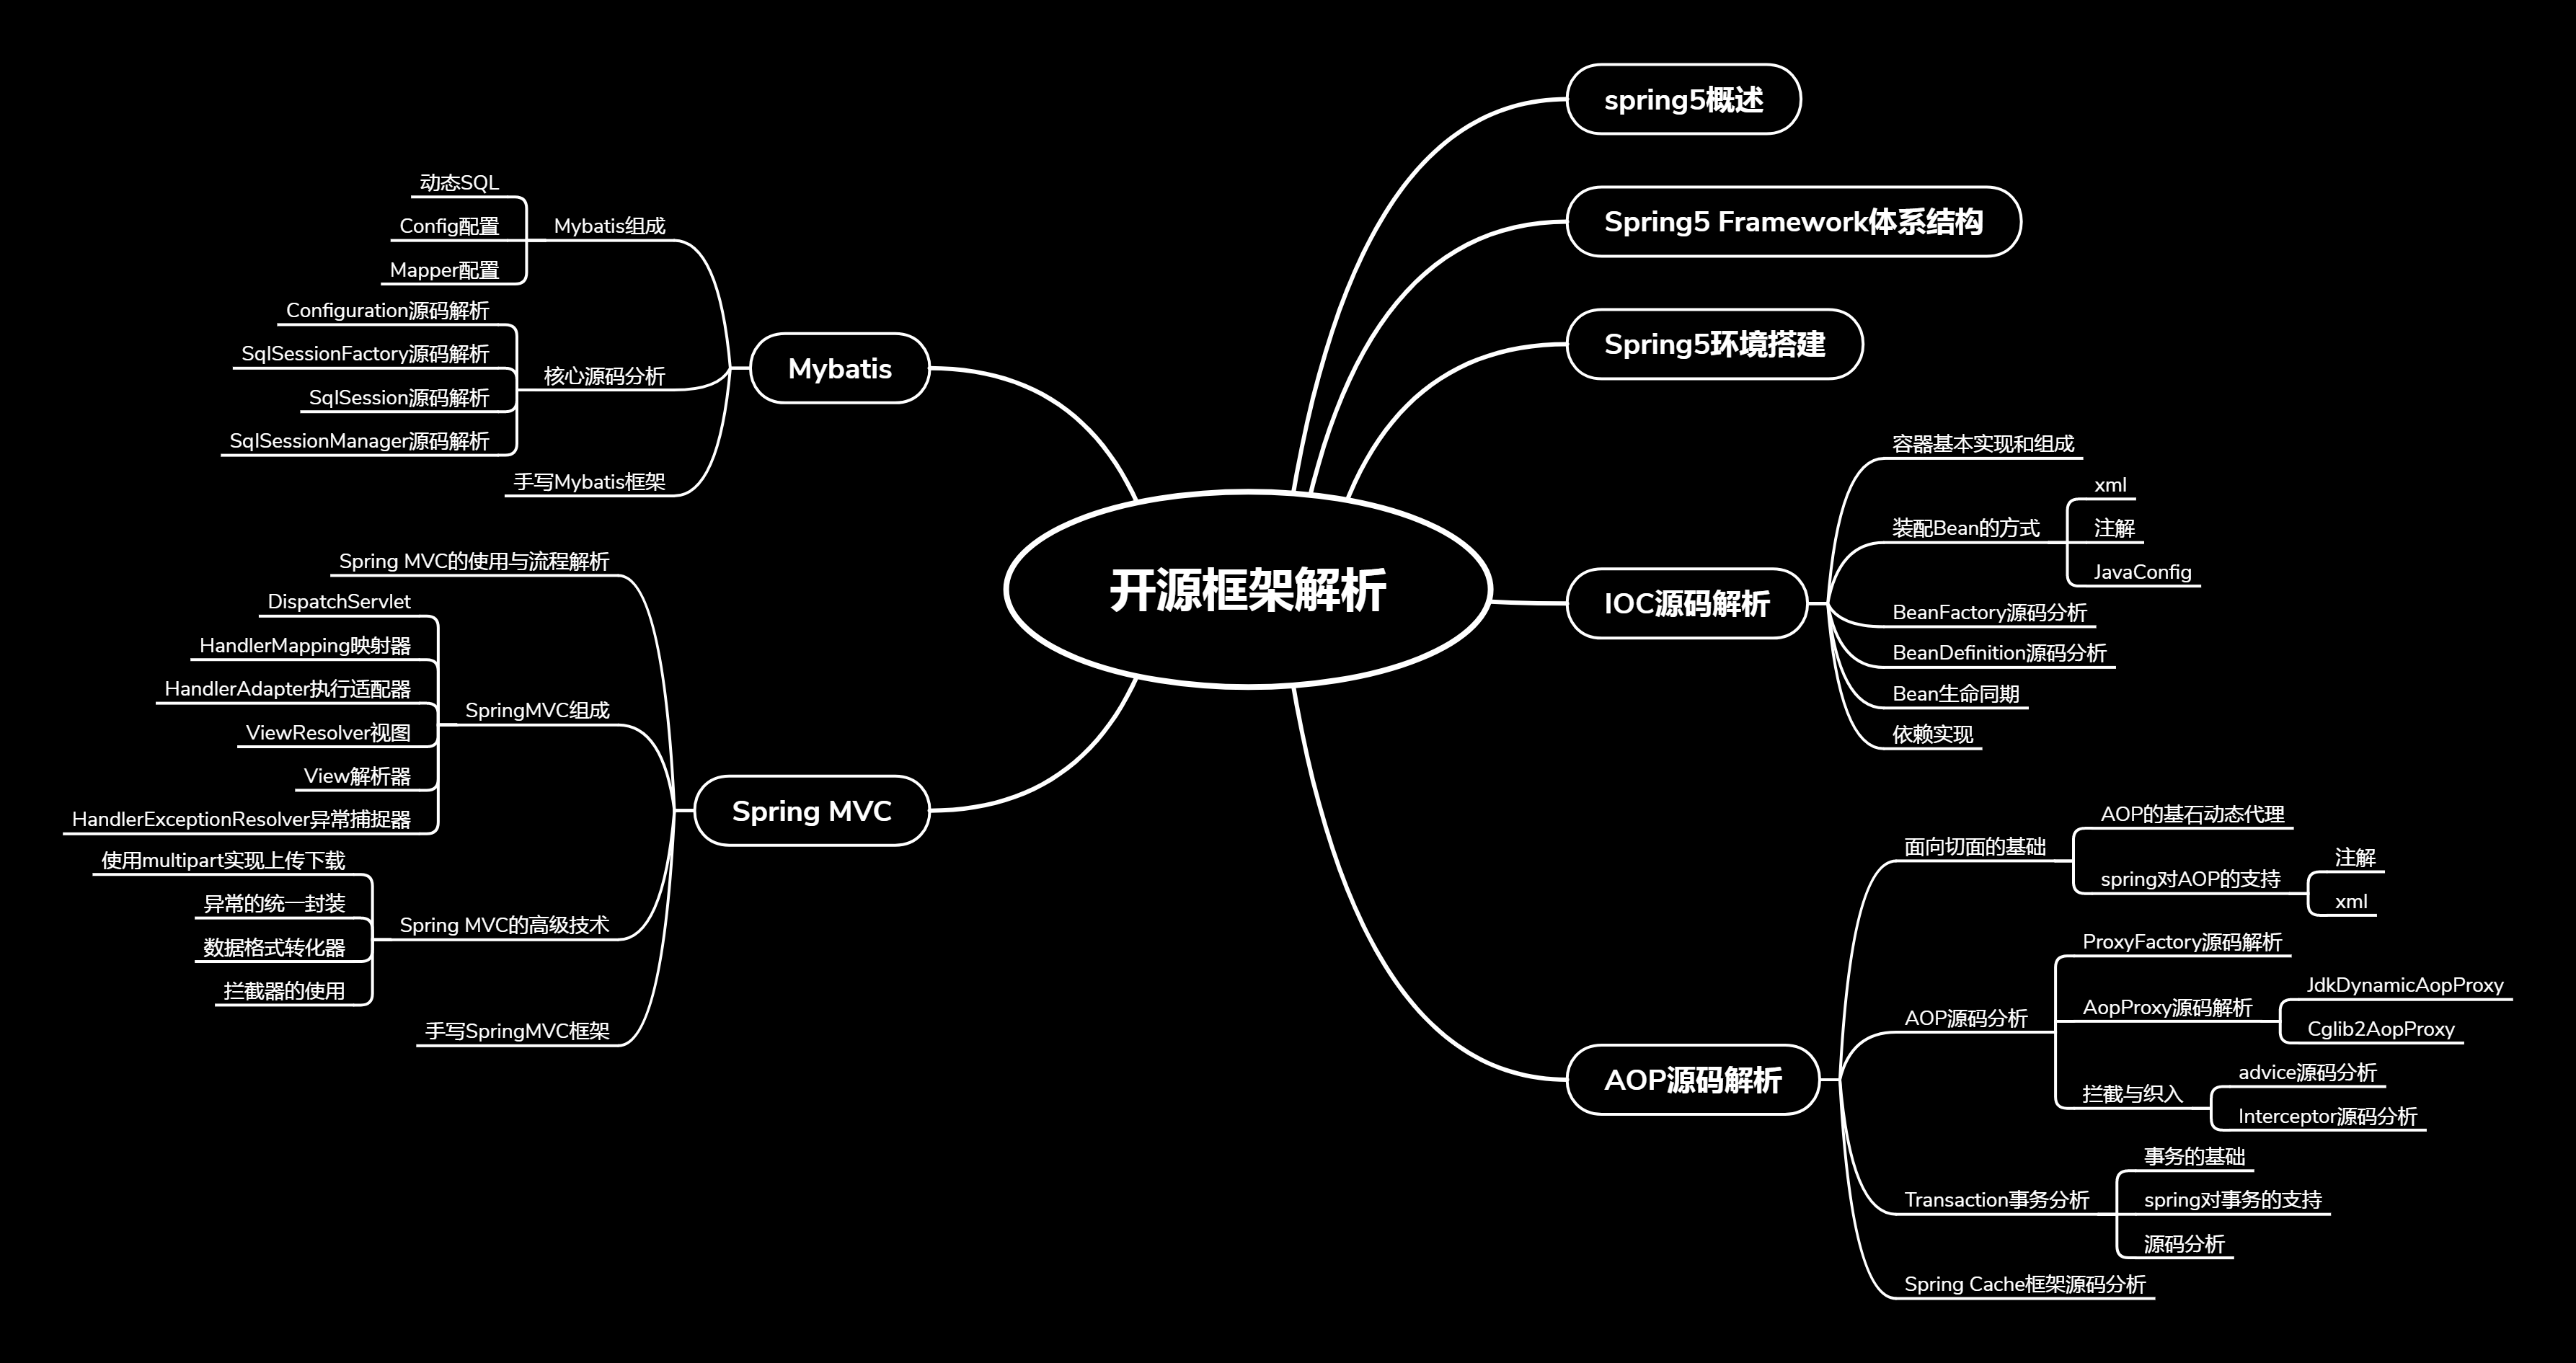 开源框架解析
spring5概述
Spring5 Framework体系结构
Spring5环境搭建
IOC源码解析
容器基本实现和组成
装配Bean的方式
xml
注解
JavaConfig
BeanFactory源码分析
BeanDefinition源码分析
Bean生命同期
依赖实现
AOP源码解析
面向切面的基础
AOP的基石动态代理
spring对AOP的支持
注解
xml
AOP源码分析
ProxyFactory源码解析
AopProxy源码解析
JdkDynamicAopProxy
Cglib2AopProxy
拦截与织入
advice源码分析
Interceptor源码分析
Transaction事务分析
事务的基础
spring对事务的支持
源码分析
Spring Cache框架源码分析
Mybatis
Mybatis组成
动态SQL
Config配置
Mapper配置
核心源码分析
Configuration源码解析
SqlSessionFactory源码解析
SqlSession源码解析
SqlSessionManager源码解析
手写Mybatis框架
Spring MVC
Spring MVC的使用与流程解析
SpringMVC组成
DispatchServlet
HandlerMapping映射器
HandlerAdapter执行适配器
ViewResolver视图
View解析器
HandlerExceptionResolver异常捕捉器
Spring MVC的高级技术
使用multipart实现上传下载
异常的统一封装
数据格式转化器
拦截器的使用
手写SpringMVC框架